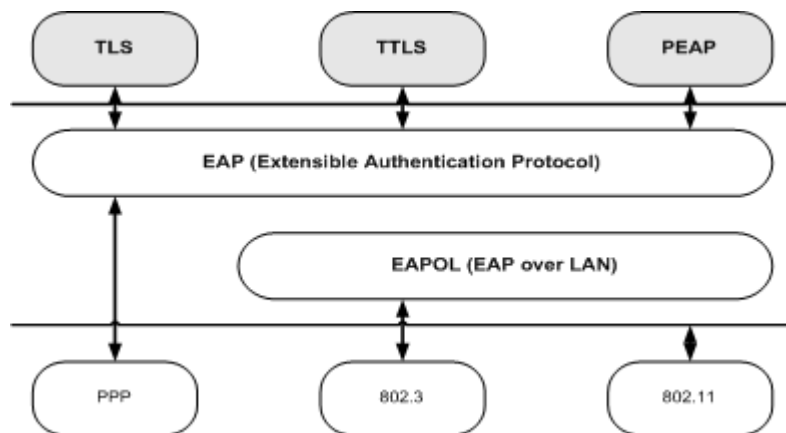 TLS
TTLS
PEAP
EAP (Extensible Authentication Protocol)
EAPOL (EAP over LAN)
PPP
802.3
802.11